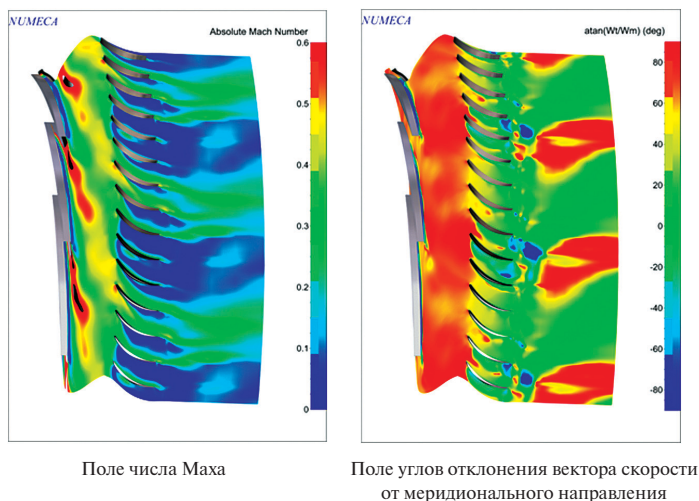 NUMECA
Absolute Mach Number
0.6
0.5
0.4
0.3
0.2
0.1
0
NUMECA
atan(Wt/Wm) (deg)
80
60
40
20
0
-20
-40
-60
-80
Поле числа Маха
Поле углов отклонения вектора скорости
от меридионального направления